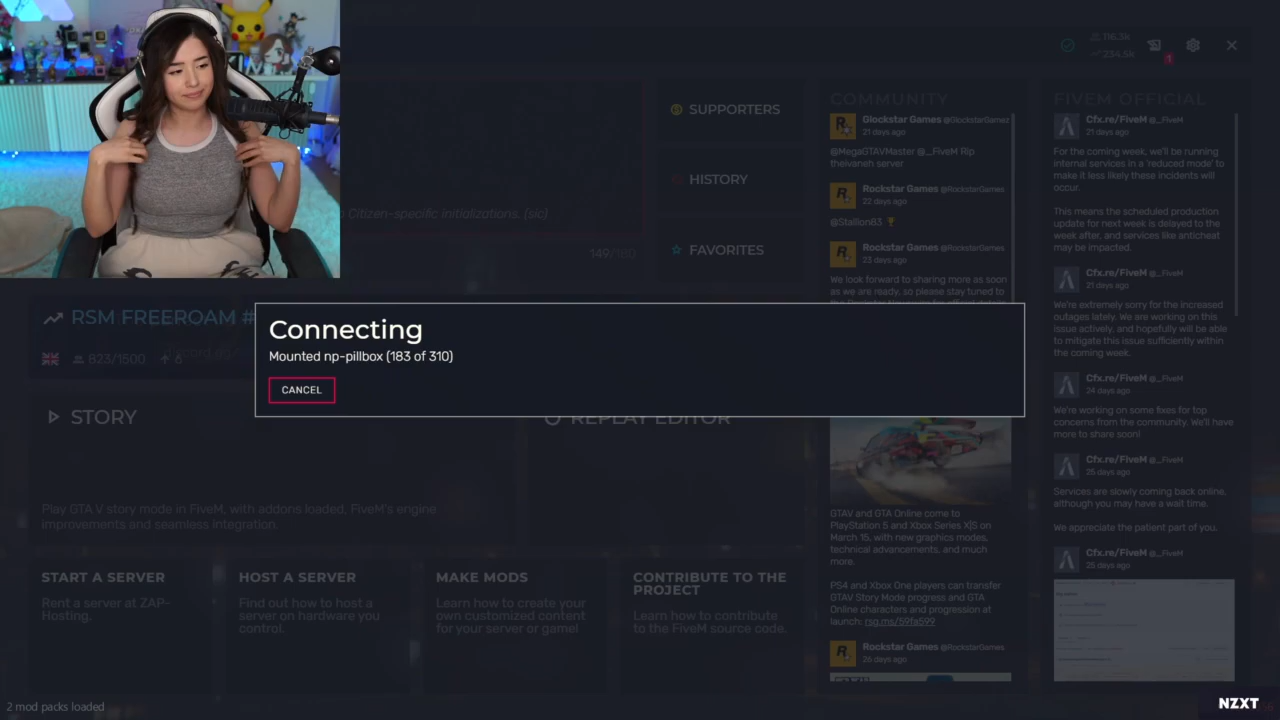 116.3k
234.5k
1
SUPPORTERS
HISTORY
FAVORITES
Citizen-specific initializations, (sic)
149/180
COMMUNITY
Glockstar Games @GlockstarGamez
21 days ago
@MegaGTAVMaster @_FiveM Rip
theivaneh server
Rockstar Games @RockstarGames
22 days ago
@Stallion83
Rockstar Games @RockstarGames
23 days ago
We look forward to sharing more as soon
as we are ready, so please stay tuned to
FIVEM OFFICIAL
Cfx.re/FiveM @_FiveM
21 days ago
For the coming week, we'll be running
internal services in a 'reduced mode' to
make it less likely these incidents will
occur.
This means the scheduled production
update for next week is delayed to the
week after, and services like anticheat
may be impacted.
Cfx.re/FiveM @_FiveM
21 days ago
We're extremely sorry for the increased
outages lately. We are working on this
issue actively, and hopefully will be able
to mitigate this issue sufficiently within
the coming week.
Cfx.re/FiveM @_FiveM
24 days ago
We're working on some fixes for top
concerns from the community. We'll have
more to share soon!
Cfx.re/FiveM @_FiveM
25 days ago
Services are slowly coming back online,
although you may have a wait time.
We appreciate the patient part of you.
Cfx.re/FiveM @_FiveM
25 days ago
RSM FREEROAM #
823/1500
6
Connecting
Mounted np-pillbox (183 of 310)
CANCEL
STORY
Play GTA V story mode in FiveM, with addons loaded, FiveM's engine
improvements and seamless integration.
REPLAY EDITOR
GTAV and GTA Online come to
PlayStation 5 and Xbox Series X|S on
March 15, with new graphics modes,
technical advancements, and much
more.
PS4 and Xbox One players can transfer
GTAV Story Mode progress and GTA
Online characters and progression at
launch: rsg.ms/59fa599
Rockstar Games @RockstarGames
26 days ago
START A SERVER
Rent a server at ZAP-
Hosting.
HOST A SERVER
Find out how to host a
server on hardware you
control.
MAKE MODS
Learn how to create your
own customized content
for your server or game!
CONTRIBUTE TO THE
PROJECT
Learn how to contribute
to the FiveM source code.
2 mod packs loaded
NZXT